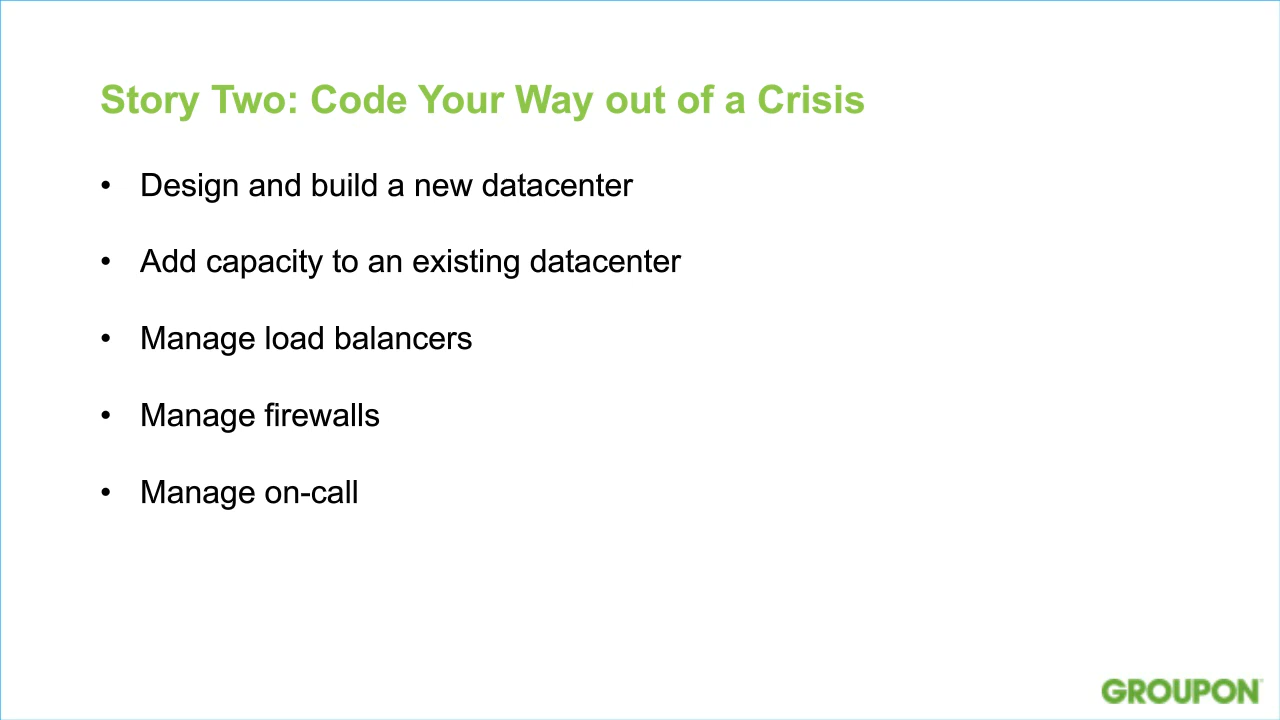 Story Two: Code Your Way out of a Crisis
• Design and build a new datacenter
• Add capacity to an existing datacenter
• Manage load balancers
• Manage firewalls
• Manage on-call
GROUPON